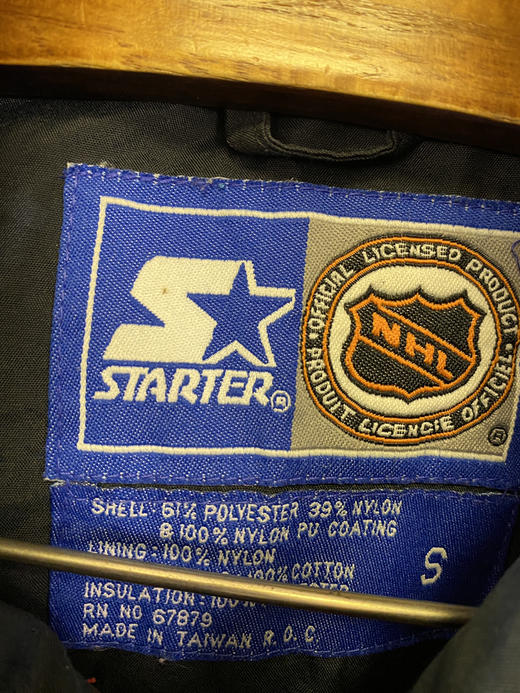 STARTER®
OFFICIAL LICENSED PRODUCT
NHL
PRODUIT LICENCIÉ OFFICIEL
®
SHELL: 61% POLYESTER 39% NYLON
& 100% NYLON PU COATING
LINING: 100% NYLON
100% COTTON
INSULATION: 100%
RN NO 67879
MADE IN TAIWAN R.O.C.
S